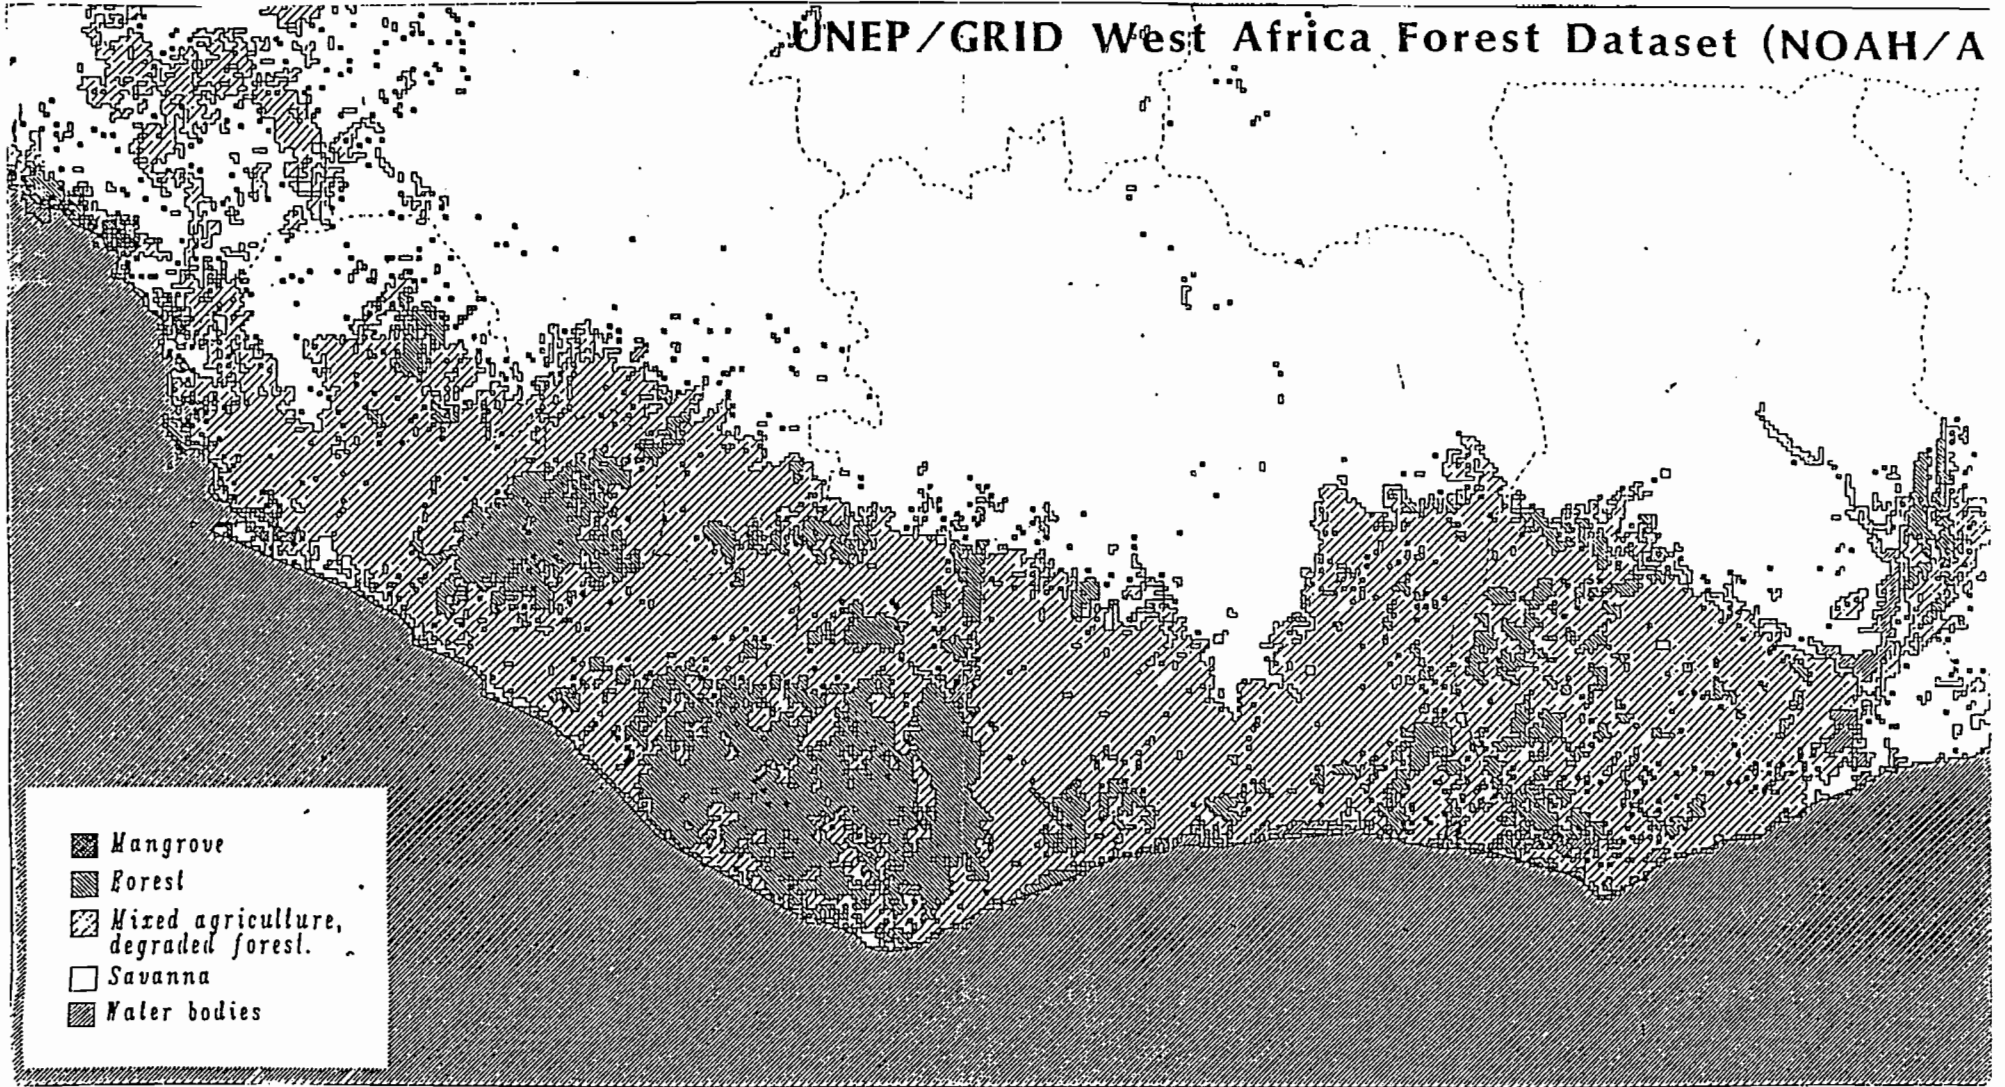 UNEP/GRID West Africa Forest Dataset (NOAH/A
Mangrove
Forest
Mixed agriculture,
degraded forest.
Savanna
Water bodies